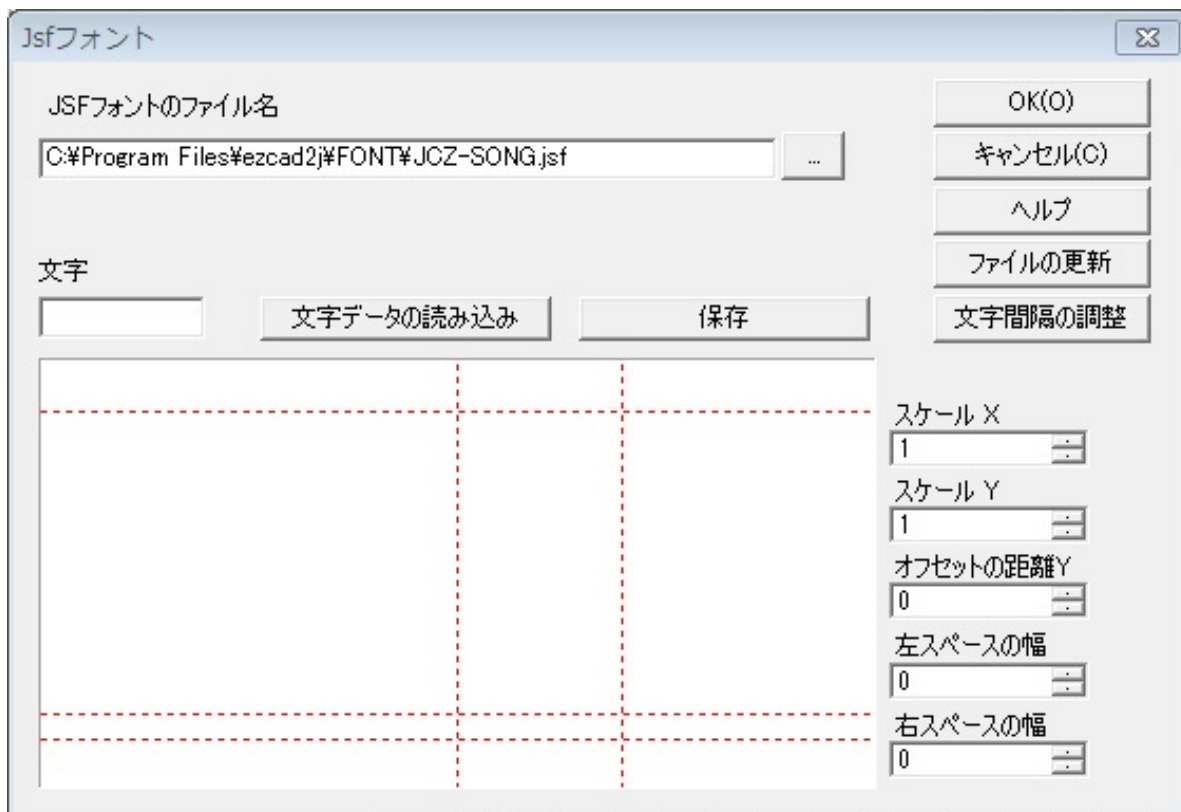 Jsfフォント
JSFフォントのファイル名
C:¥Program Files¥ezcad2j¥FONT¥JCZ-SONG.jsf
...
OK(O)
キャンセル(C)
ヘルプ
ファイルの更新
文字間隔の調整
文字
文字データの読み込み
保存
スケール X
1
スケール Y
1
オフセットの距離Y
0
左スペースの幅
0
右スペースの幅
0